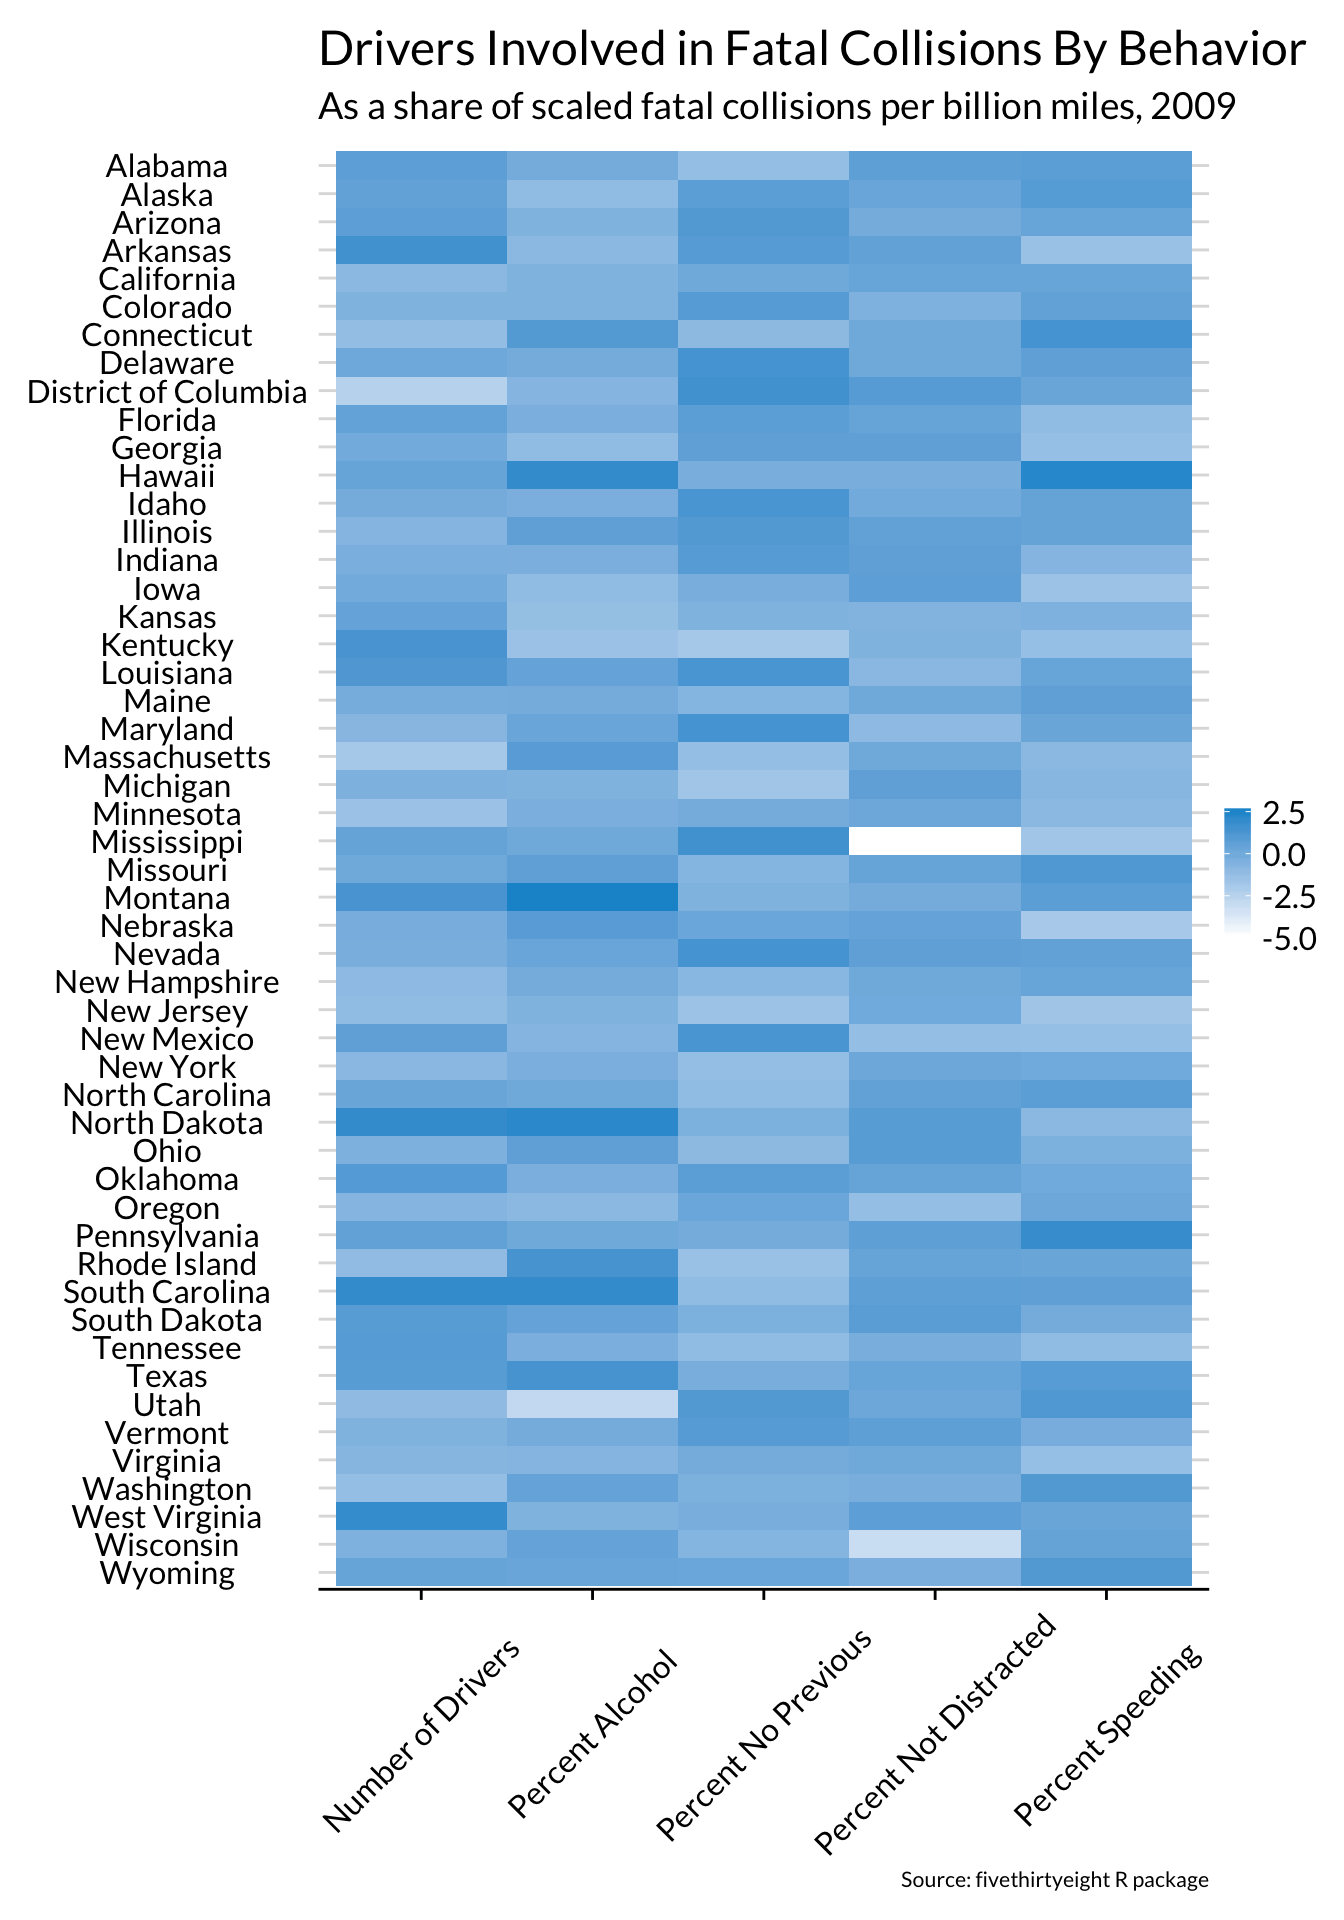 Drivers Involved in Fatal Collisions By Behavior
As a share of scaled fatal collisions per billion miles, 2009
Alabama
Alaska
Arizona
Arkansas
California
Colorado
Connecticut
Delaware
District of Columbia
Florida
Georgia
Hawaii
Idaho
Illinois
Indiana
Iowa
Kansas
Kentucky
Louisiana
Maine
Maryland
Massachusetts
Michigan
Minnesota
Mississippi
Missouri
Montana
Nebraska
Nevada
New Hampshire
New Jersey
New Mexico
New York
North Carolina
North Dakota
Ohio
Oklahoma
Oregon
Pennsylvania
Rhode Island
South Carolina
South Dakota
Tennessee
Texas
Utah
Vermont
Virginia
Washington
West Virginia
Wisconsin
Wyoming
2.5
0.0
-2.5
-5.0
Number of Drivers
Percent Alcohol
Percent No Previous
Percent Not Distracted
Percent Speeding
Source: fivethirtyeight R package